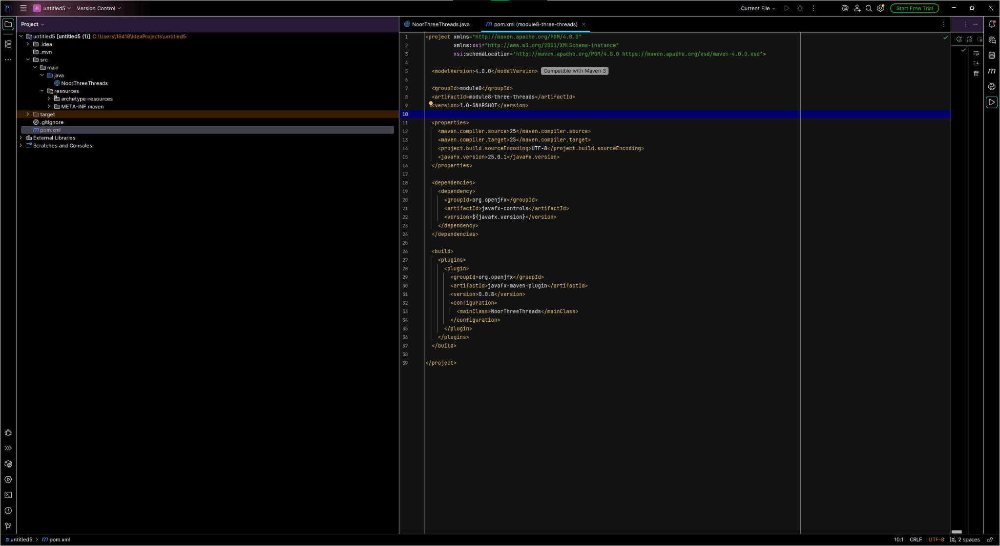 U untitled5 Version Control Current File Start Free Trial
Project
NoorThreeThreads.java m pom.xml (module8-three-threads)
untitled5 [untitled5 (1)] C:\Users\19418\IdeaProjects\untitled5
.idea
.mvn
src
main
java
NoorThreeThreads
resources
archetype-resources
META-INF.maven
target
.gitignore
m pom.xml
External Libraries
Scratches and Consoles
1 <project xmlns="http://maven.apache.org/POM/4.0.0"
2 xmlns:xsi="http://www.w3.org/2001/XMLSchema-instance"
3 xsi:schemaLocation="http://maven.apache.org/POM/4.0.0 https://maven.apache.org/xsd/maven-4.0.0.xsd">
4
5 <modelVersion>4.0.0</modelVersion> Compatible with Maven 3
6
7 <groupId>module8</groupId>
8 <artifactId>module8-three-threads</artifactId>
9 <version>1.0-SNAPSHOT</version>
10
11 <properties>
12 <maven.compiler.source>25</maven.compiler.source>
13 <maven.compiler.target>25</maven.compiler.target>
14 <project.build.sourceEncoding>UTF-8</project.build.sourceEncoding>
15 <javafx.version>25.0.1</javafx.version>
16 </properties>
17
18 <dependencies>
19 <dependency>
20 <groupId>org.openjfx</groupId>
21 <artifactId>javafx-controls</artifactId>
22 <version>${javafx.version}</version>
23 </dependency>
24 </dependencies>
25
26 <build>
27 <plugins>
28 <plugin>
29 <groupId>org.openjfx</groupId>
30 <artifactId>javafx-maven-plugin</artifactId>
31 <version>0.0.8</version>
32 <configuration>
33 <mainClass>NoorThreeThreads</mainClass>
34 </configuration>
35 </plugin>
36 </plugins>
37 </build>
38
39 </project>
untitled5 > m pom.xml 10:1 CRLF UTF-8 2 spaces